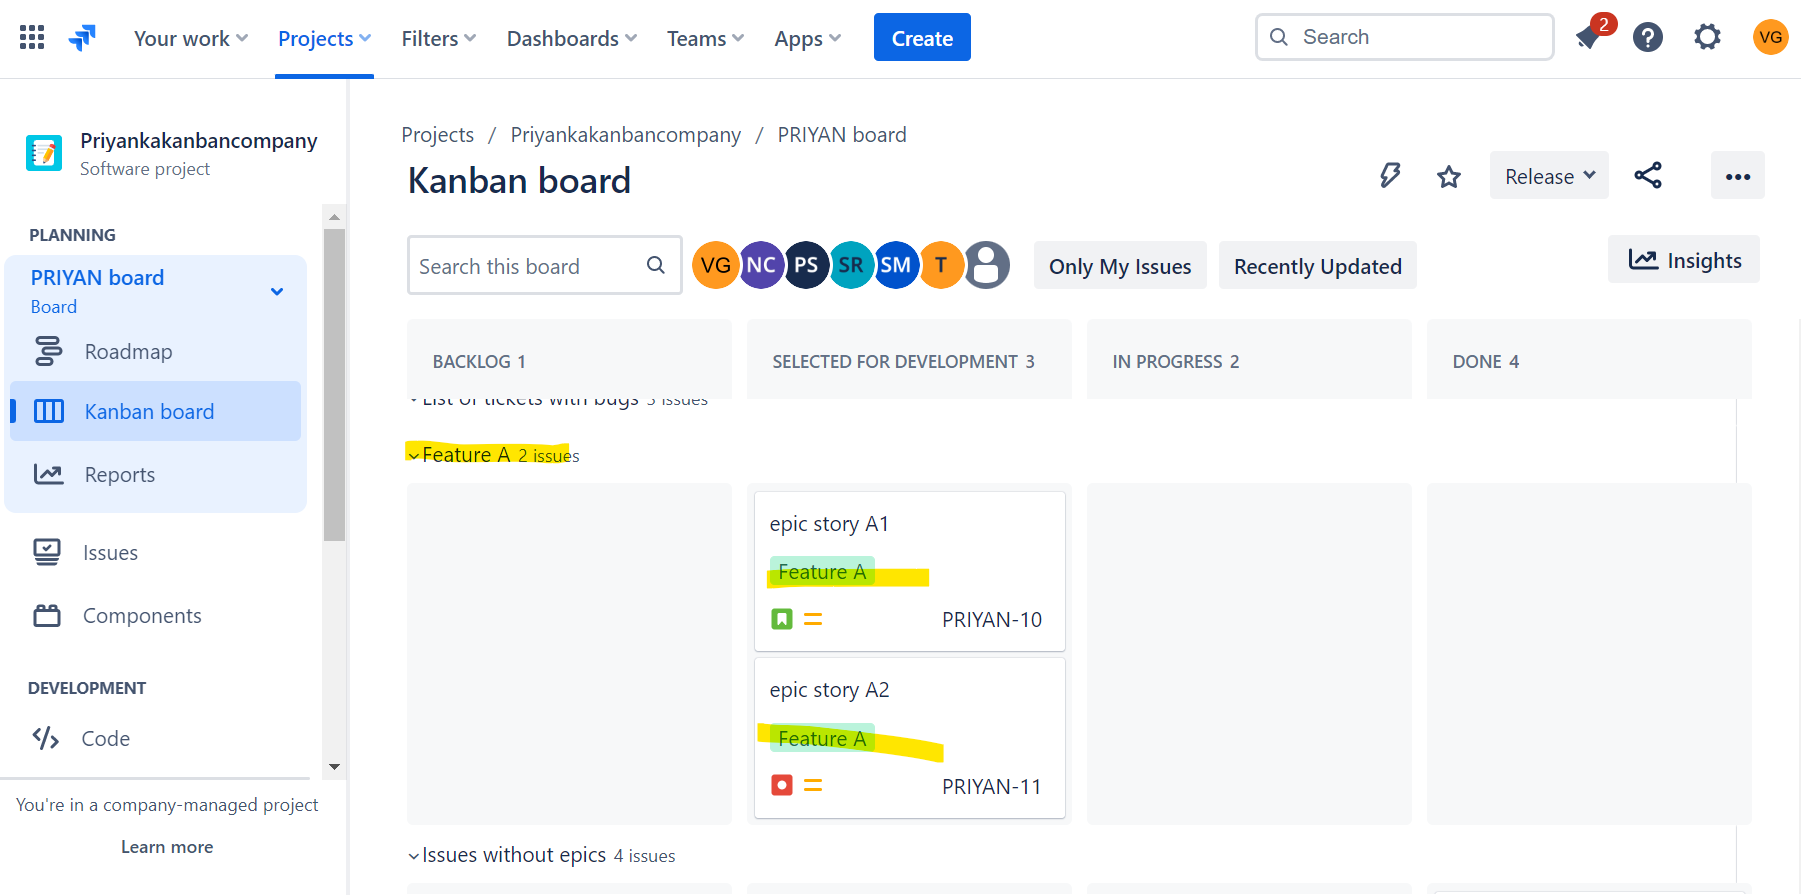 Your work Projects Filters Dashboards Teams Apps Create Search 2 VG
Priyankakanbancompany
Software project
PLANNING
PRIYAN board
Board
Roadmap
Kanban board
Reports
Issues
Components
DEVELOPMENT
Code
You're in a company-managed project
Learn more
Projects / Priyankakanbancompany / PRIYAN board
Kanban board
Release
Search this board VG NC PS SR SM T Only My Issues Recently Updated Insights
BACKLOG 1 SELECTED FOR DEVELOPMENT 3 IN PROGRESS 2 DONE 4
List of tickets with bugs 3 issues
Feature A 2 issues
epic story A1
Feature A
PRIYAN-10
epic story A2
Feature A
PRIYAN-11
Issues without epics 4 issues